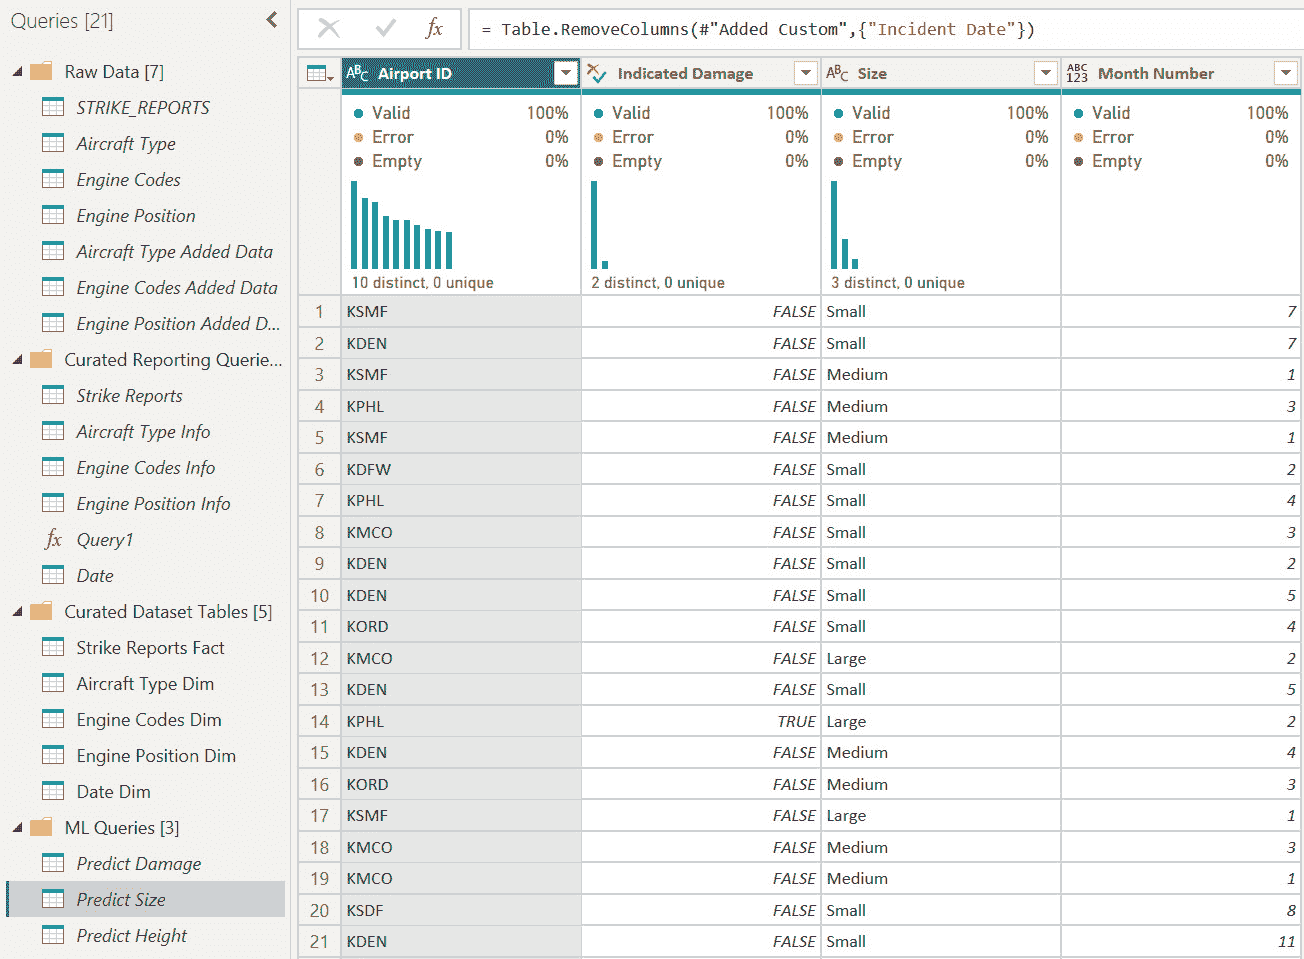 Queries [21]
Raw Data [7]
STRIKE_REPORTS
Aircraft Type
Engine Codes
Engine Position
Aircraft Type Added Data
Engine Codes Added Data
Engine Position Added D...
Curated Reporting Querie...
Strike Reports
Aircraft Type Info
Engine Codes Info
Engine Position Info
fx Query1
Date
Curated Dataset Tables [5]
Strike Reports Fact
Aircraft Type Dim
Engine Codes Dim
Engine Position Dim
Date Dim
ML Queries [3]
Predict Damage
Predict Size
Predict Height
fx = Table.RemoveColumns(#"Added Custom",{"Incident Date"})
ABC Airport ID Indicated Damage ABC Size ABC 123 Month Number
Valid 100% Valid 100% Valid 100% Valid 100%
Error 0% Error 0% Error 0% Error 0%
Empty 0% Empty 0% Empty 0% Empty 0%
10 distinct, 0 unique 2 distinct, 0 unique 3 distinct, 0 unique
1 KSMF FALSE Small 7
2 KDEN FALSE Small 7
3 KSMF FALSE Medium 1
4 KPHL FALSE Medium 3
5 KSMF FALSE Medium 1
6 KDFW FALSE Small 2
7 KPHL FALSE Small 4
8 KMCO FALSE Small 3
9 KDEN FALSE Small 2
10 KDEN FALSE Small 5
11 KORD FALSE Small 4
12 KMCO FALSE Large 2
13 KDEN FALSE Small 5
14 KPHL TRUE Large 2
15 KDEN FALSE Medium 4
16 KORD FALSE Medium 3
17 KSMF FALSE Large 1
18 KMCO FALSE Medium 3
19 KMCO FALSE Medium 1
20 KSDF FALSE Small 8
21 KDEN FALSE Small 11